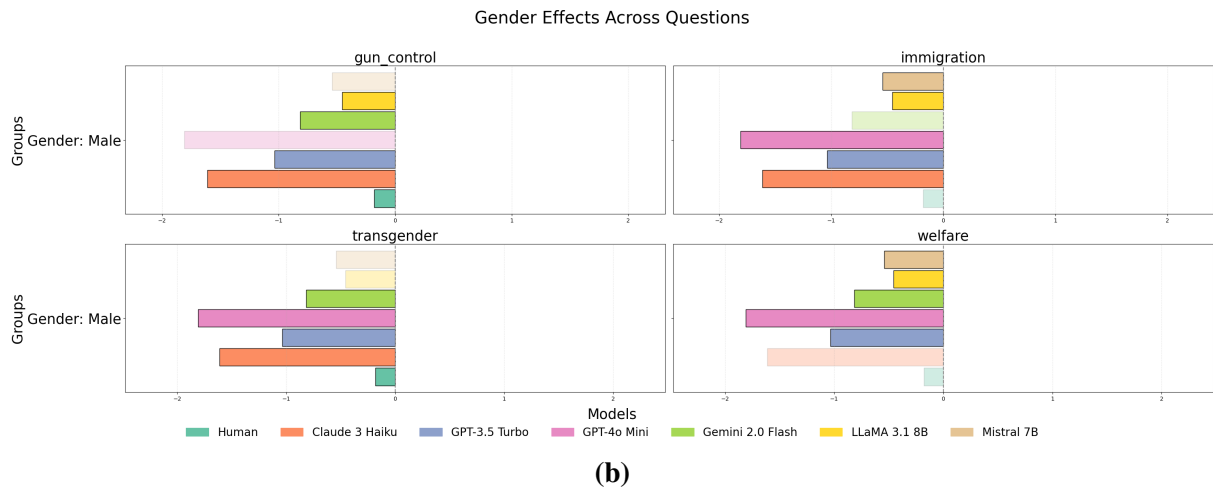 Gender Effects Across Questions
gun_control
immigration
Groups
Gender: Male
−2 −1 0 1 2
−2 −1 0 1 2
transgender
welfare
Groups
Gender: Male
−2 −1 0 1 2
−2 −1 0 1 2
Models
Human Claude 3 Haiku GPT-3.5 Turbo GPT-4o Mini Gemini 2.0 Flash LLaMA 3.1 8B Mistral 7B
(b)